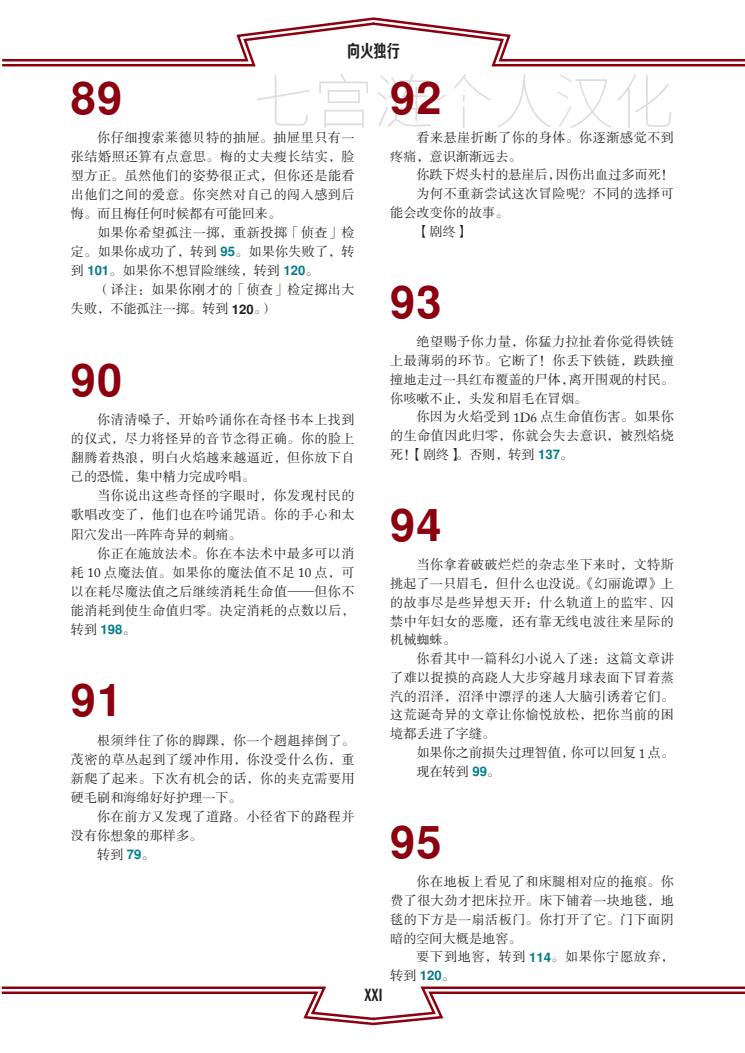 向火独行
七宫涟个人汉化
89
你仔细搜索莱德贝特的抽屉。抽屉里只有一
张结婚照还算有点意思。梅的丈夫瘦长结实，脸
型方正。虽然他们的姿势很正式，但你还是能看
出他们之间的爱意。你突然对自己的闯入感到后
悔。而且梅任何时候都有可能回来。
如果你希望孤注一掷，重新投掷「侦查」检
定。如果你成功了，转到 95。如果你失败了，转
到 101。如果你不想冒险继续，转到 120。
（译注：如果你刚才的「侦查」检定掷出大
失败，不能孤注一掷。转到 120。）
90
你清清嗓子，开始吟诵你在奇怪书本上找到
的仪式，尽力将怪异的音节念得正确。你的脸上
翻腾着热浪，明白火焰越来越逼近，但你放下自
己的恐慌，集中精力完成吟唱。
当你说出这些奇怪的字眼时，你发现村民的
歌唱改变了，他们也在吟诵咒语。你的手心和太
阳穴发出一阵阵奇异的刺痛。
你正在施放法术。你在本法术中最多可以消
耗 10 点魔法值。如果你的魔法值不足 10 点，可
以在耗尽魔法值之后继续消耗生命值——但你不
能消耗到使生命值归零。决定消耗的点数以后，
转到 198。
91
根须绊住了你的脚踝，你一个趔趄摔倒了。
茂密的草丛起到了缓冲作用，你没受什么伤，重
新爬了起来。下次有机会的话，你的夹克需要用
硬毛刷和海绵好好护理一下。
你在前方又发现了道路。小径省下的路程并
没有你想象的那样多。
转到 79。
92
看来悬崖折断了你的身体。你逐渐感觉不到
疼痛，意识渐渐远去。
你跌下烬头村的悬崖后，因伤出血过多而死！
为何不重新尝试这次冒险呢？不同的选择可
能会改变你的故事。
【剧终】
93
绝望赐予你力量，你猛力拉扯着你觉得铁链
上最薄弱的环节。它断了！你丢下铁链，跌跌撞
撞地走过一具红布覆盖的尸体，离开围观的村民。
你咳嗽不止，头发和眉毛在冒烟。
你因为火焰受到 1D6 点生命值伤害。如果你
的生命值因此归零，你就会失去意识，被烈焰烧
死！【剧终】。否则，转到 137。
94
当你拿着破破烂烂的杂志坐下来时，文特斯
挑起了一只眉毛，但什么也没说。《幻丽诡谭》上
的故事尽是些异想天开：什么轨道上的监牢、囚
禁中年妇女的恶魔，还有靠无线电波往来星际的
机械蜘蛛。
你看其中一篇科幻小说入了迷：这篇文章讲
了难以捉摸的高跷人大步穿越月球表面下冒着蒸
汽的沼泽，沼泽中漂浮的迷人大脑引诱着它们。
这荒诞奇异的文章让你愉悦放松，把你当前的困
境都丢进了字缝。
如果你之前损失过理智值，你可以回复 1 点。
现在转到 99。
95
你在地板上看见了和床腿相对应的拖痕。你
费了很大劲才把床拉开。床下铺着一块地毯，地
毯的下方是一扇活板门。你打开了它。门下面阴
暗的空间大概是地窖。
要下到地窖，转到 114。如果你宁愿放弃，
转到 120。
XXI